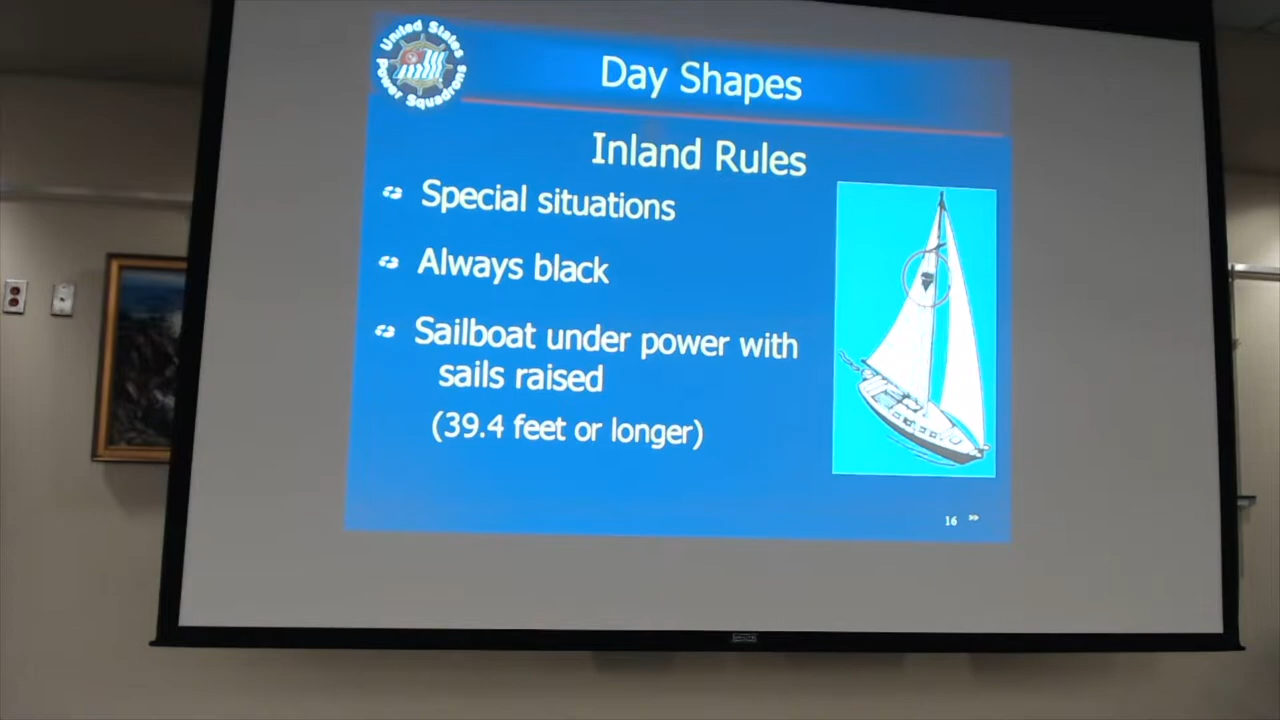 United States
Power Squadrons
Day Shapes
Inland Rules
Special situations
Always black
Sailboat under power with
sails raised
(39.4 feet or longer)
16